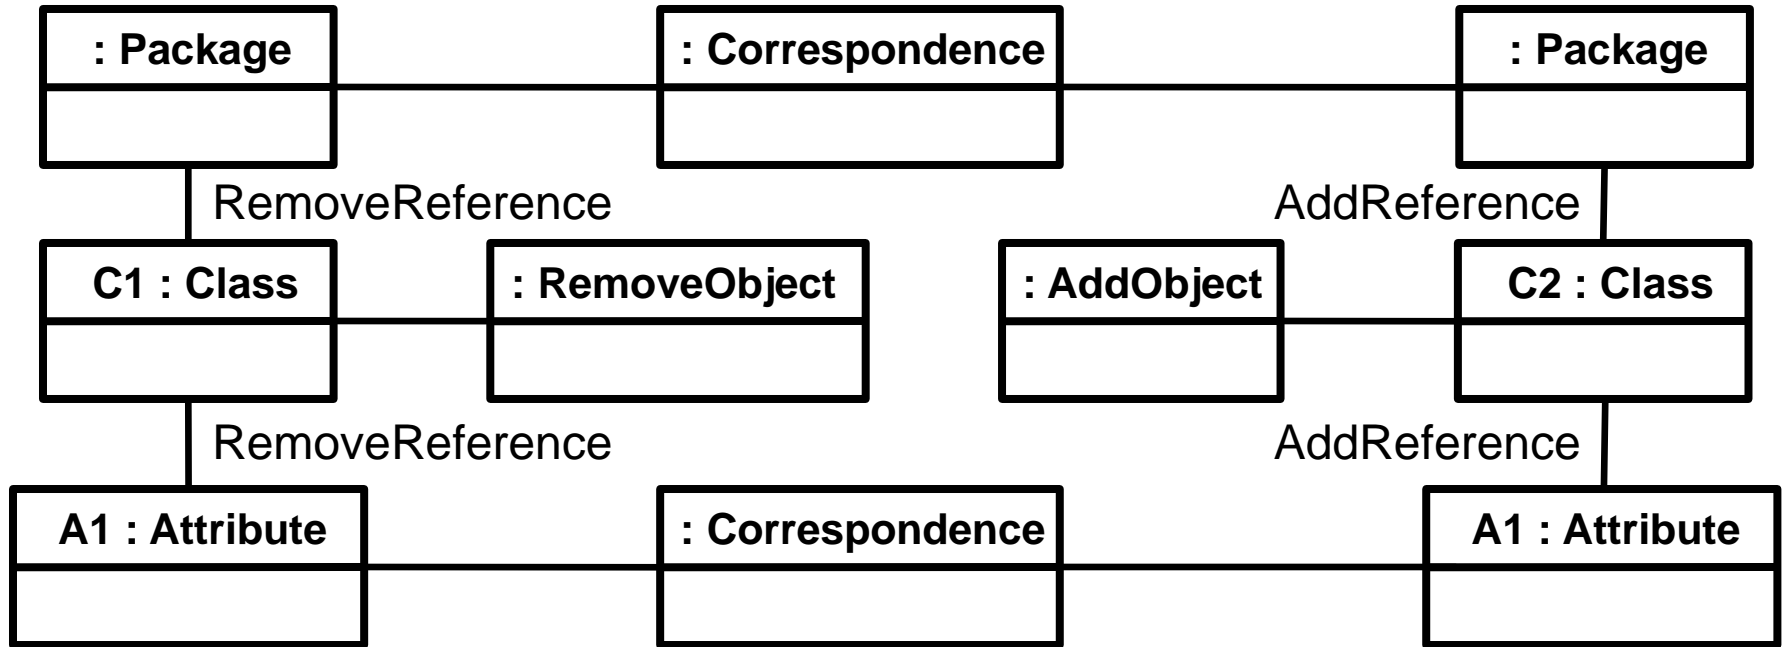 : Package
: Correspondence
: Package
RemoveReference
AddReference
C1 : Class
: RemoveObject
: AddObject
C2 : Class
RemoveReference
AddReference
A1 : Attribute
: Correspondence
A1 : Attribute